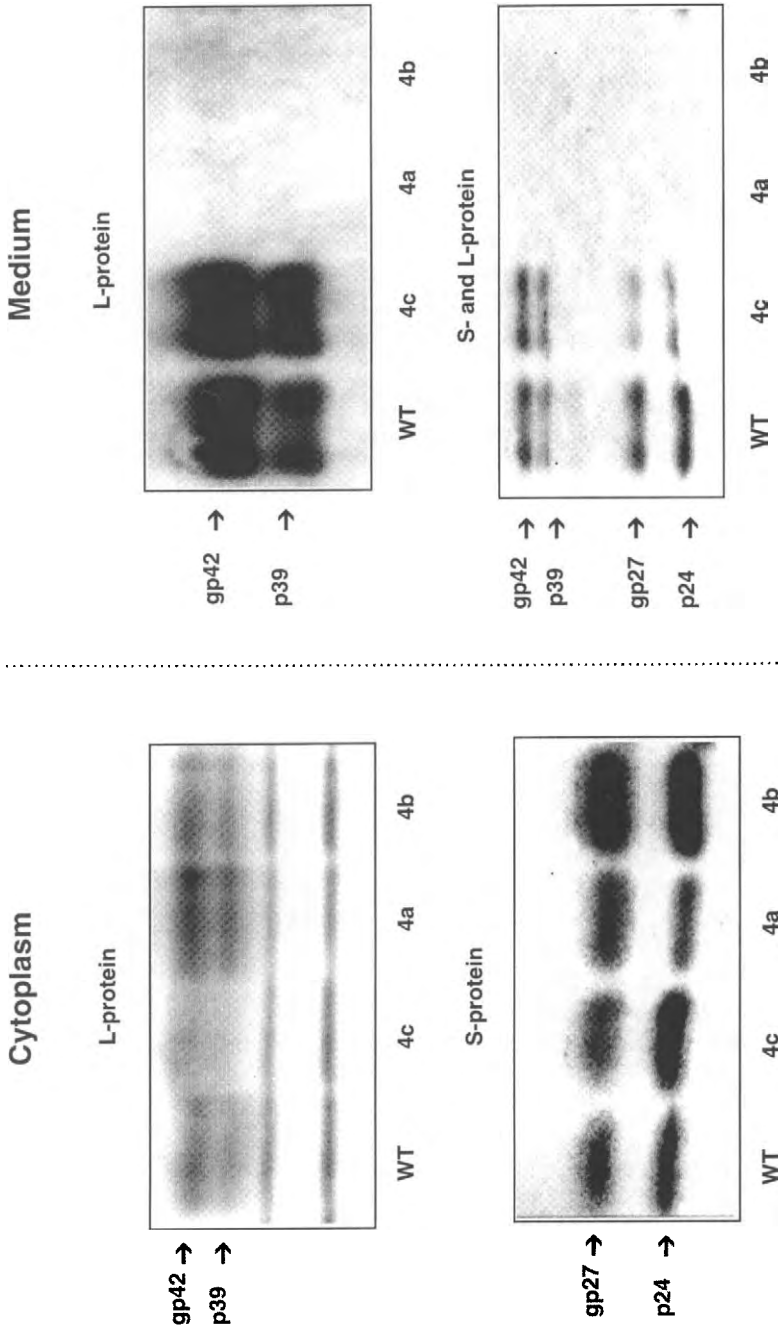 Cytoplasm
L-protein
gp42 →
p39 →
WT 4c 4a 4b
S-protein
gp27 →
p24 →
WT 4c 4a 4b
Medium
L-protein
gp42 →
p39 →
WT 4c 4a 4b
S- and L-protein
gp42 →
p39 →
gp27 →
p24 →
WT 4c 4a 4b